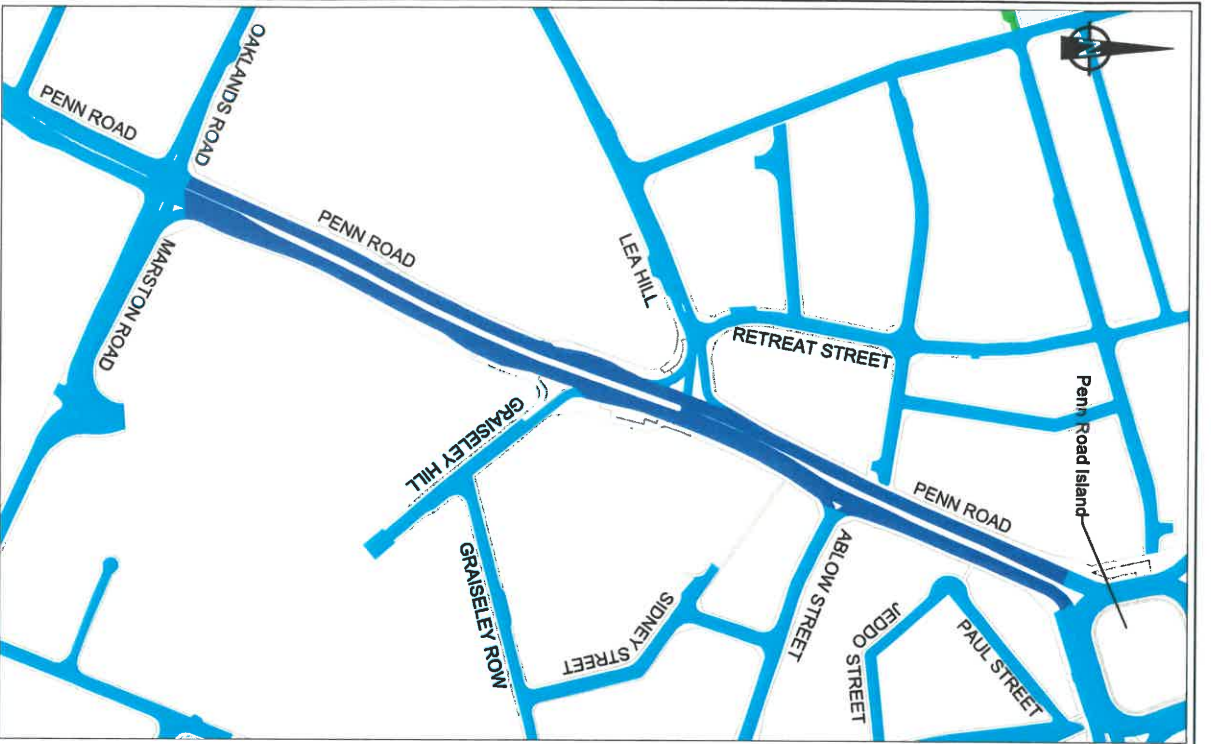 N
OAKLANDS ROAD
PENN ROAD
PENN ROAD
MARSTON ROAD
LEA HILL
RETREAT STREET
Penn Road Island
PENN ROAD
GRAISELEY HILL
GRAISELEY ROW
SIDNEY STREET
ABLOW STREET
JEDDO
STREET
PAUL STREET